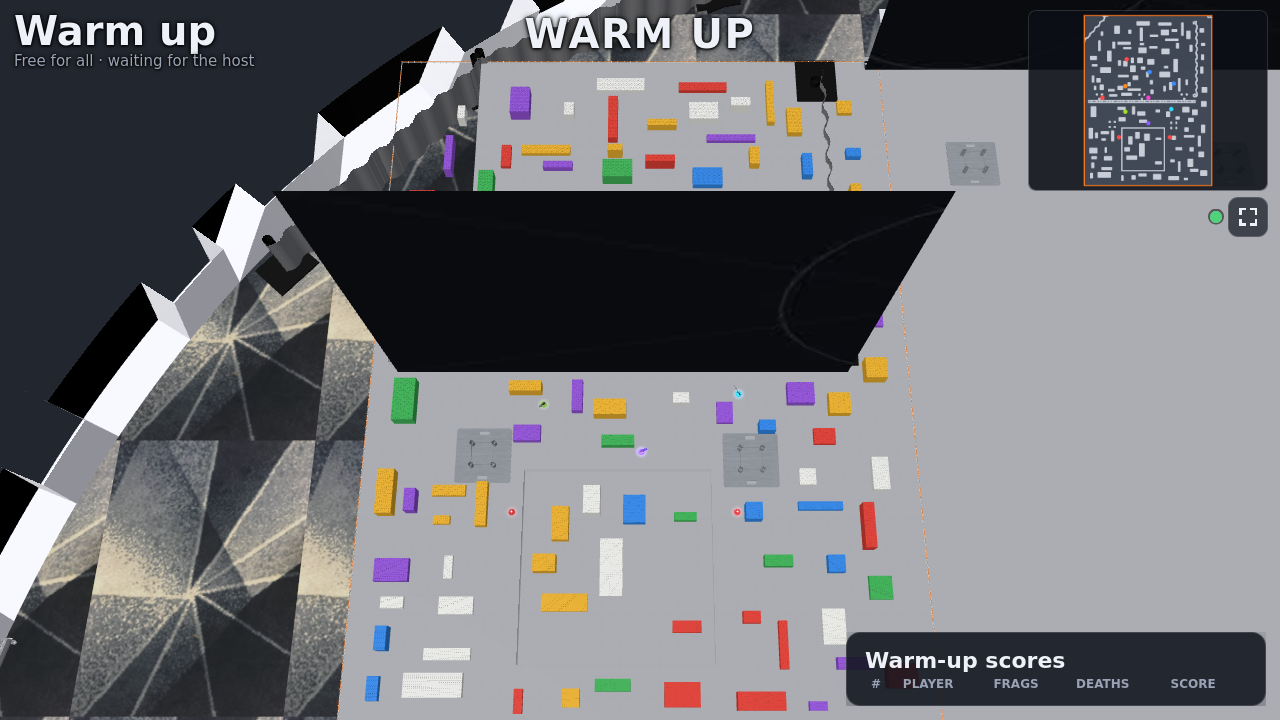 Warm up
Free for all · waiting for the host
WARM UP
Warm-up scores
# PLAYER FRAGS DEATHS SCORE